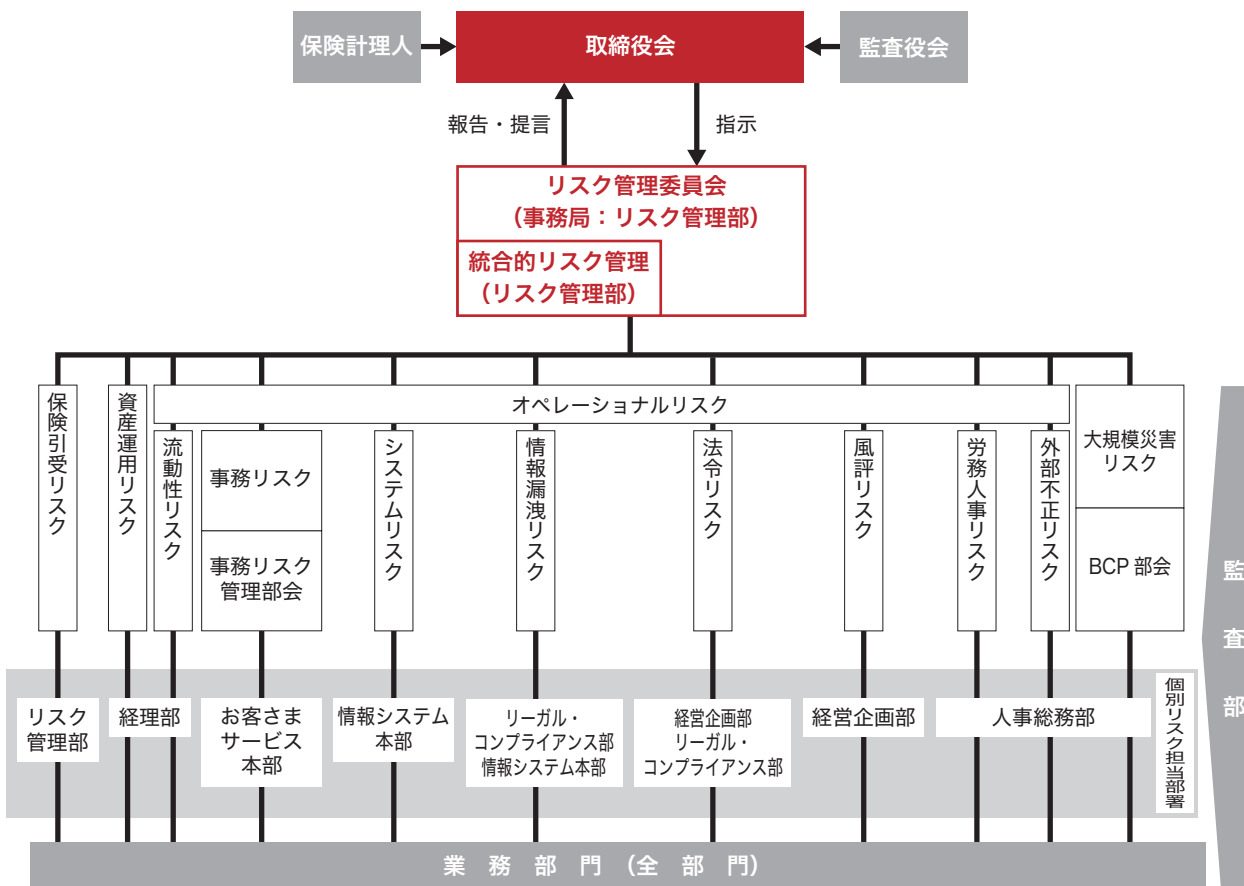 保険計理人
取締役会
監査役会
報告・提言
指示
リスク管理委員会
（事務局：リスク管理部）
統合的リスク管理
（リスク管理部）
保険引受リスク
資産運用リスク
オペレーショナルリスク
流動性リスク
事務リスク
事務リスク
管理部会
システムリスク
情報漏洩リスク
法令リスク
風評リスク
労務人事リスク
外部不正リスク
大規模災害
リスク
BCP 部会
監査部
リスク
管理部
経理部
お客さま
サービス
本部
情報システム
本部
リーガル・
コンプライアンス部
情報システム本部
経営企画部
リーガル・
コンプライアンス部
経営企画部
人事総務部
個別リスク担当部署
業務部門（全部門）